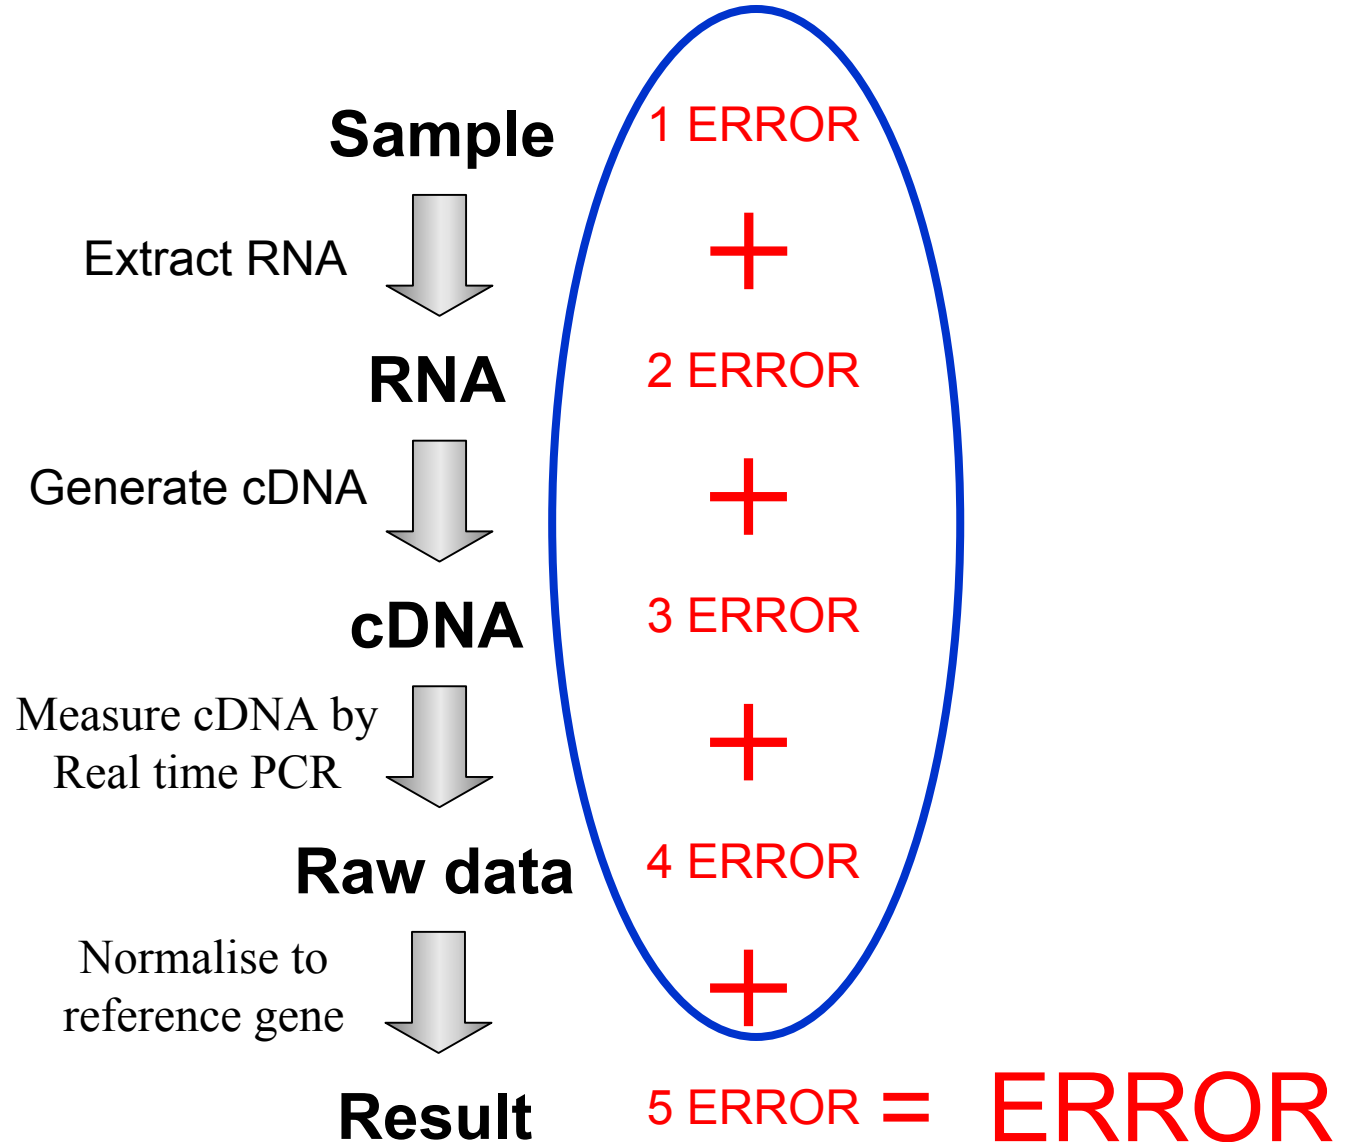 Sample
1 ERROR
Extract RNA
+
RNA
2 ERROR
Generate cDNA
+
cDNA
3 ERROR
Measure cDNA by
Real time PCR
+
Raw data
4 ERROR
Normalise to
reference gene
+
Result
5 ERROR = ERROR